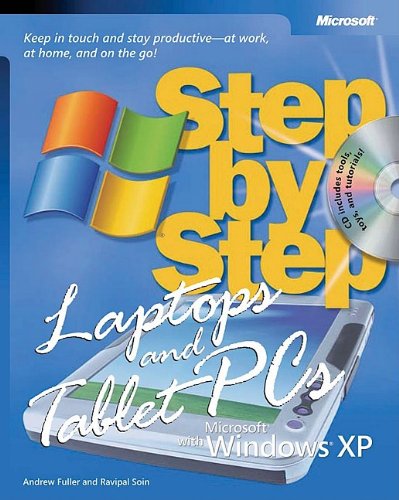 Microsoft®
Keep in touch and stay productive—at work,
at home, and on the go!
Step
by
Step
CD includes tools,
toys, and tutorials!
®
Laptops
and
Tablet PCs
Microsoft®
with Windows® XP
Andrew Fuller and Ravipal Soin